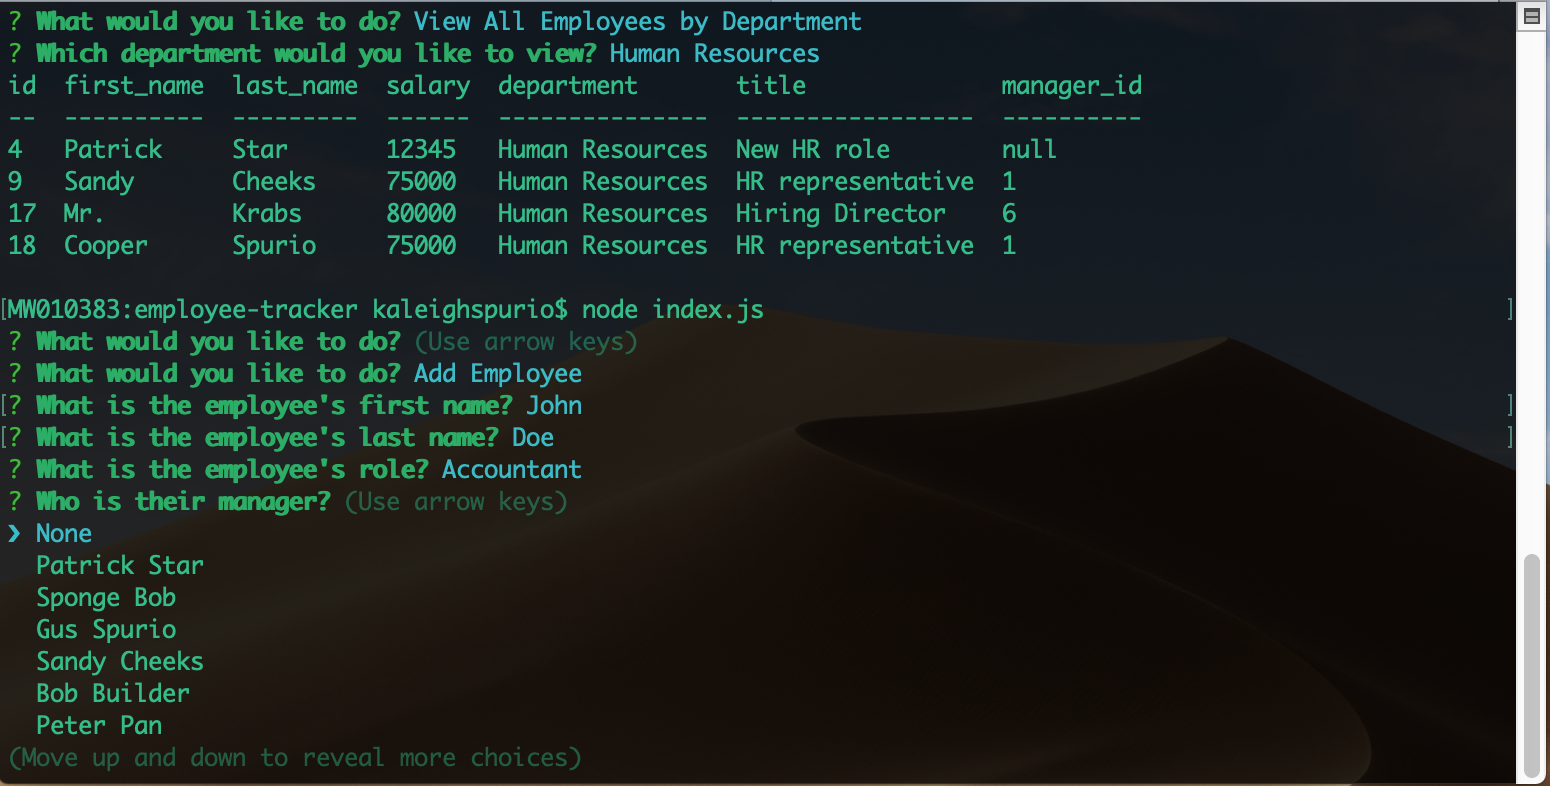 ? What would you like to do? View All Employees by Department
? Which department would you like to view? Human Resources
id  first_name  last_name  salary  department       title              manager_id
--  ----------  ---------  ------  ---------------  -----------------  ----------
4   Patrick     Star       12345   Human Resources  New HR role        null
9   Sandy       Cheeks     75000   Human Resources  HR representative  1
17  Mr.         Krabs      80000   Human Resources  Hiring Director    6
18  Cooper      Spurio     75000   Human Resources  HR representative  1
[MW010383:employee-tracker kaleighspurio$ node index.js ]
? What would you like to do? (Use arrow keys)
? What would you like to do? Add Employee
[? What is the employee's first name? John ]
[? What is the employee's last name? Doe ]
? What is the employee's role? Accountant
? Who is their manager? (Use arrow keys)
❯ None
Patrick Star
Sponge Bob
Gus Spurio
Sandy Cheeks
Bob Builder
Peter Pan
(Move up and down to reveal more choices)